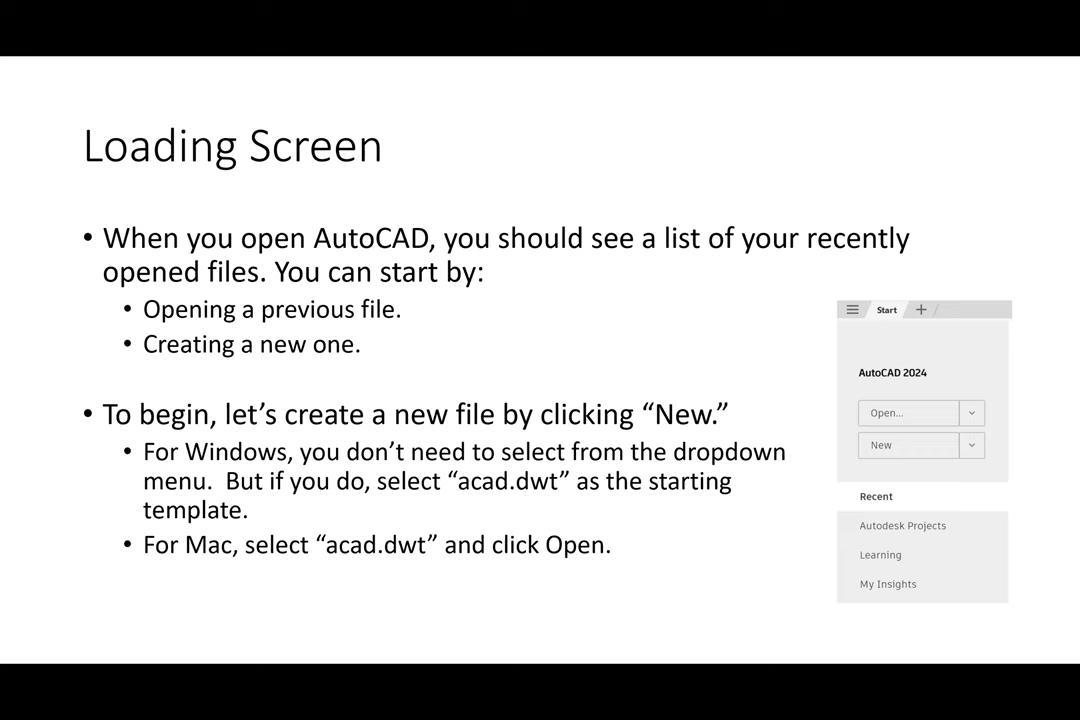 Loading Screen
• When you open AutoCAD, you should see a list of your recently
opened files. You can start by:
• Opening a previous file.
• Creating a new one.
• To begin, let’s create a new file by clicking “New.”
• For Windows, you don’t need to select from the dropdown
menu.  But if you do, select “acad.dwt” as the starting
template.
• For Mac, select “acad.dwt” and click Open.
Start
AutoCAD 2024
Open...
New
Recent
Autodesk Projects
Learning
My Insights